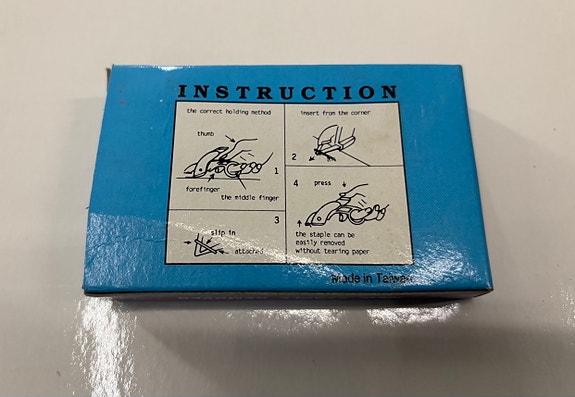 INSTRUCTION
the correct holding method
thumb
1
forefinger
the middle finger
insert from the corner
2
3
slip in
attached
4 press
the staple can be
easily removed
without tearing paper
Made in Taiwan